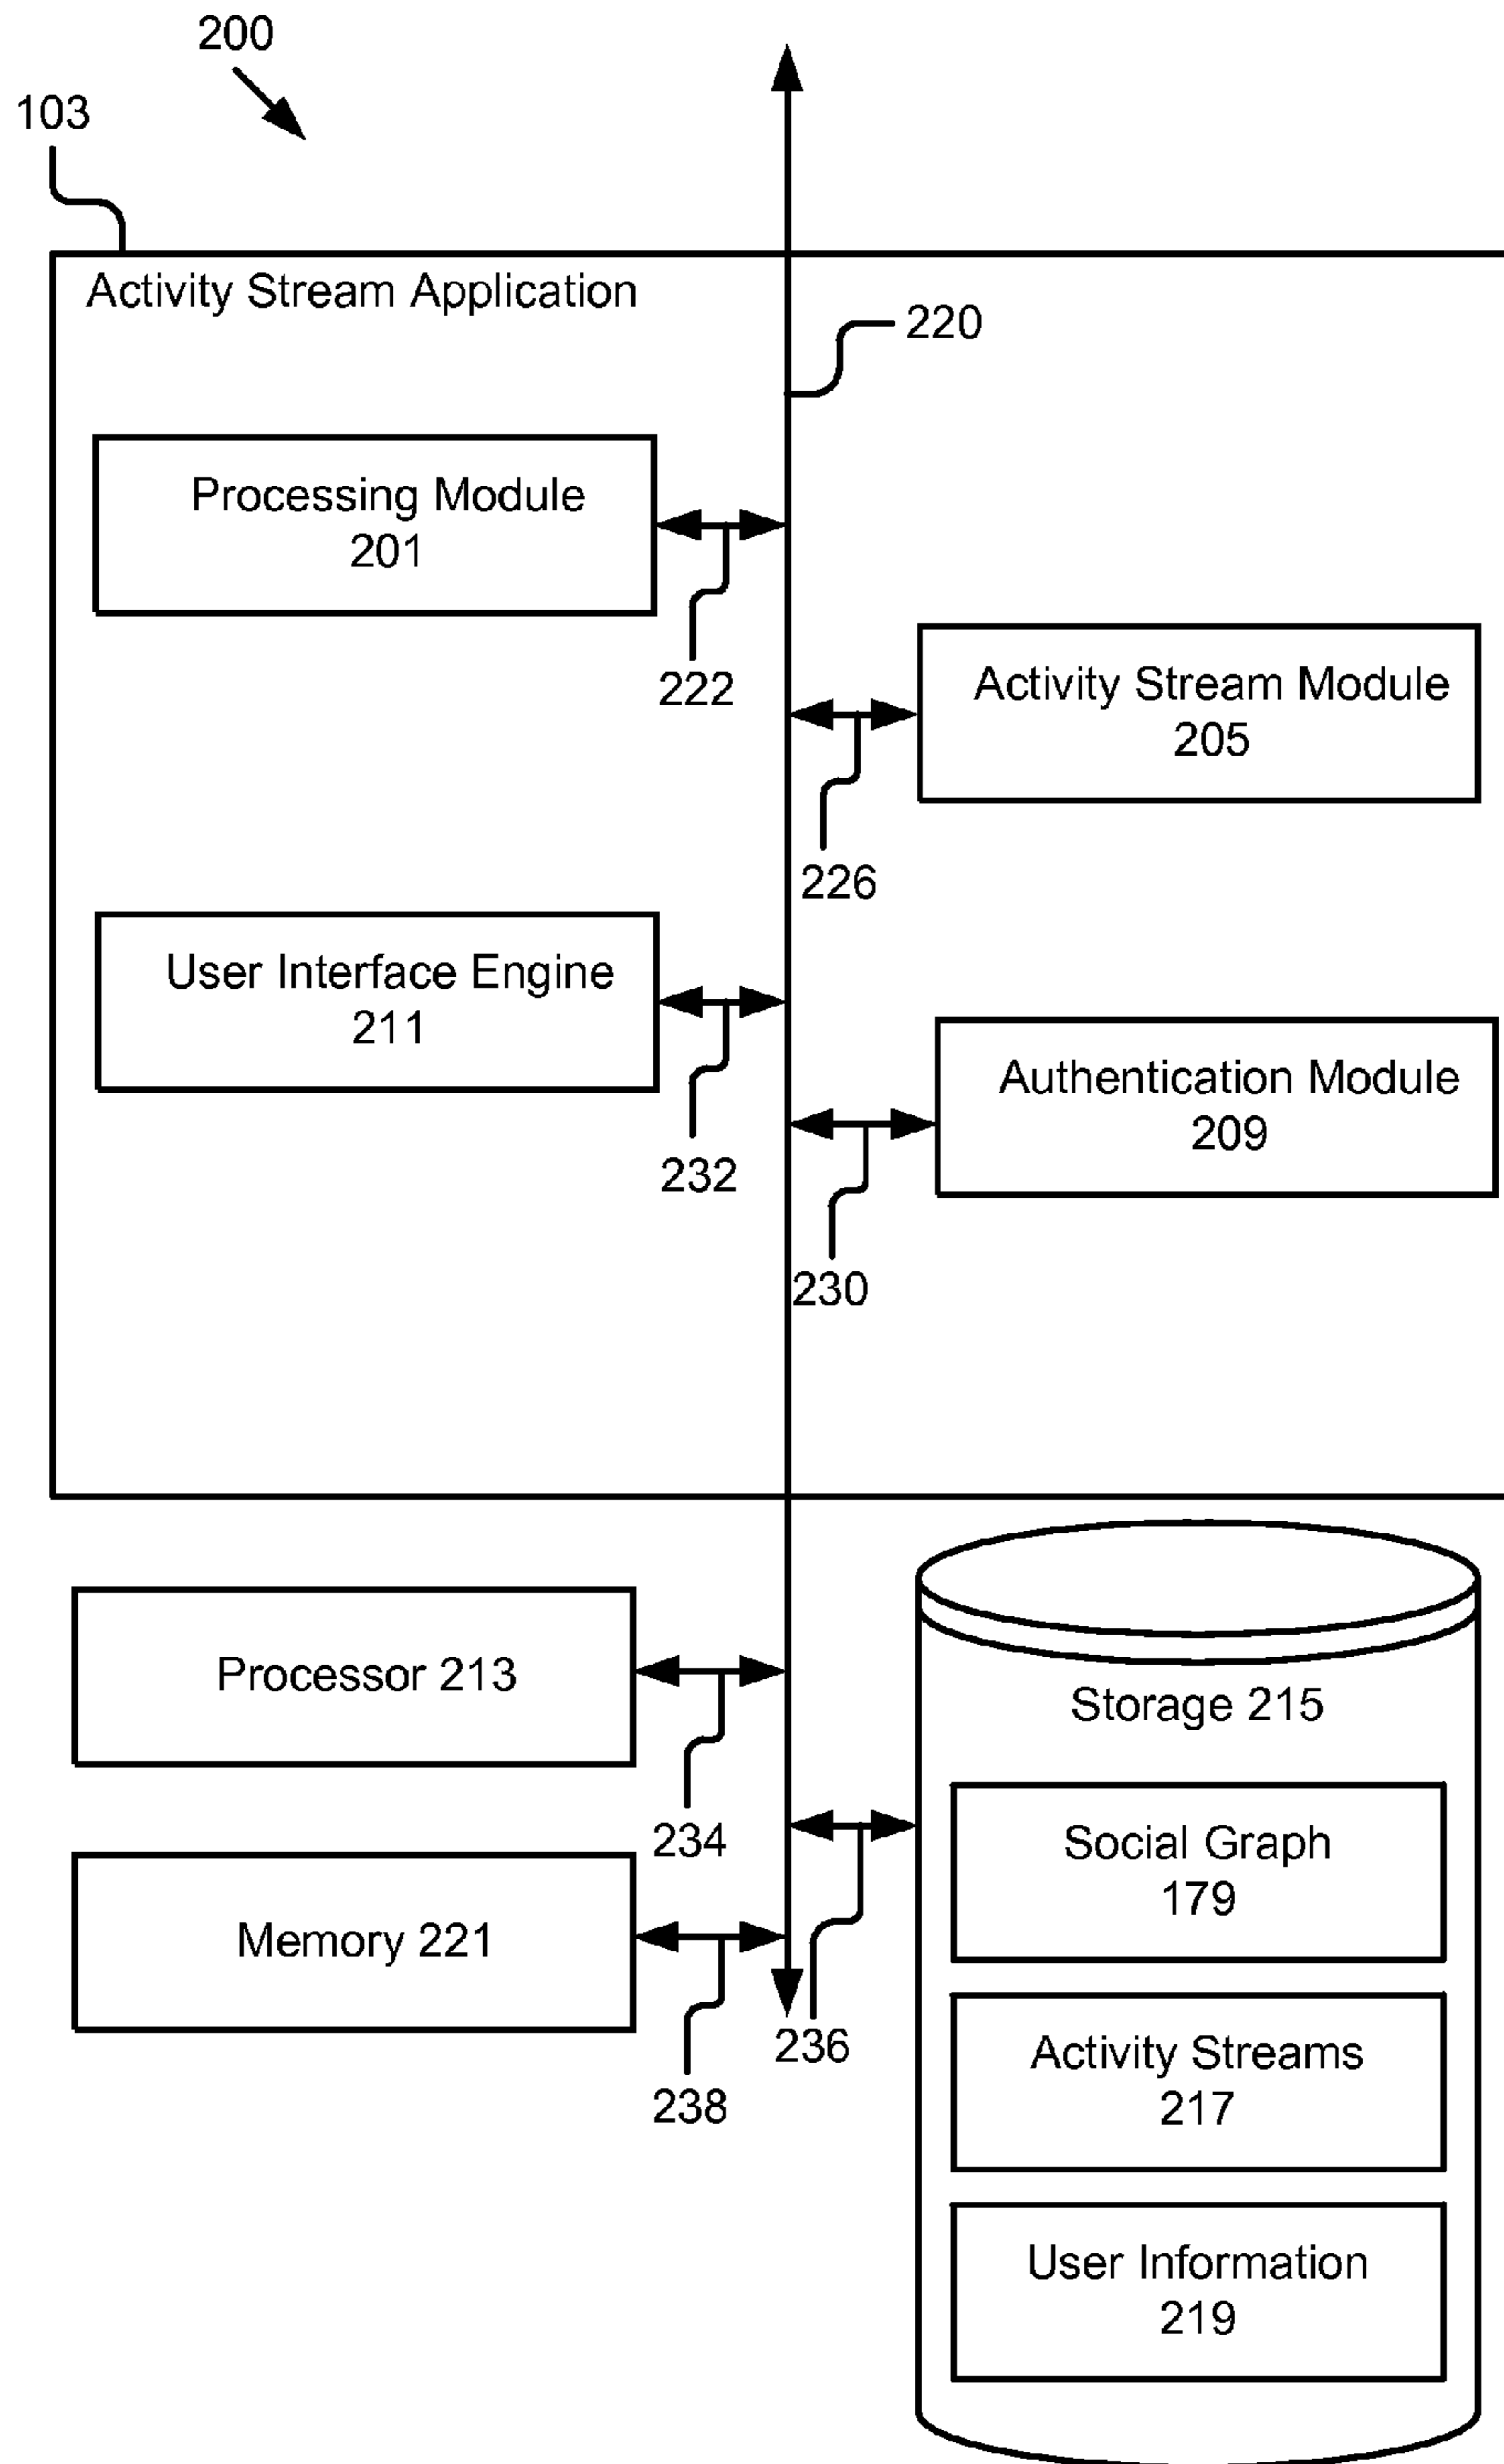 200
103
Activity Stream Application
220
Processing Module
201
222
Activity Stream Module
205
226
User Interface Engine
211
232
Authentication Module
209
230
Processor 213
234
Storage 215
Social Graph
179
Memory 221
238
236
Activity Streams
217
User Information
219